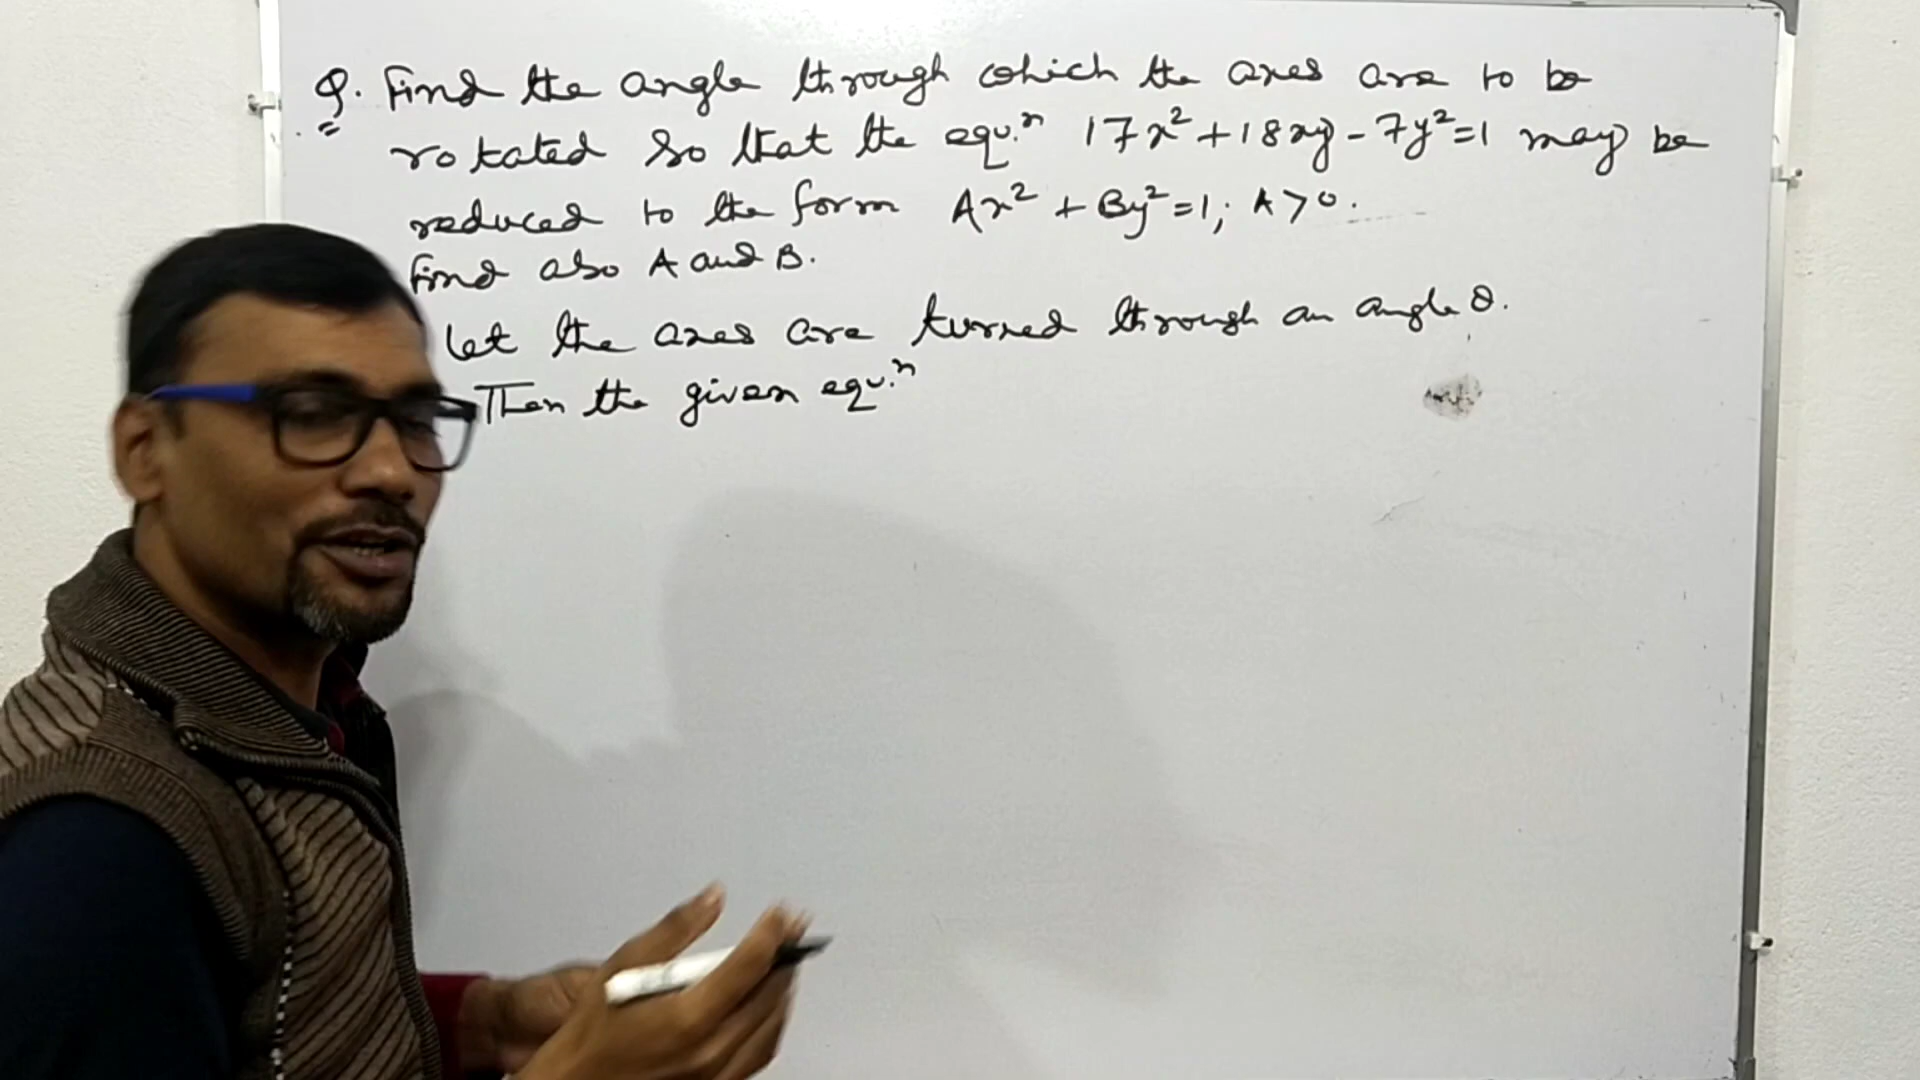 Q. Find the angle through which the axes are to be
rotated so that the equ.ⁿ 17x² + 18xy - 7y² = 1 may be
reduced to the form Ax² + By² = 1; A > 0.
Find also A and B.
Let the axes are turned through an angle θ.
Then the given equ.ⁿ